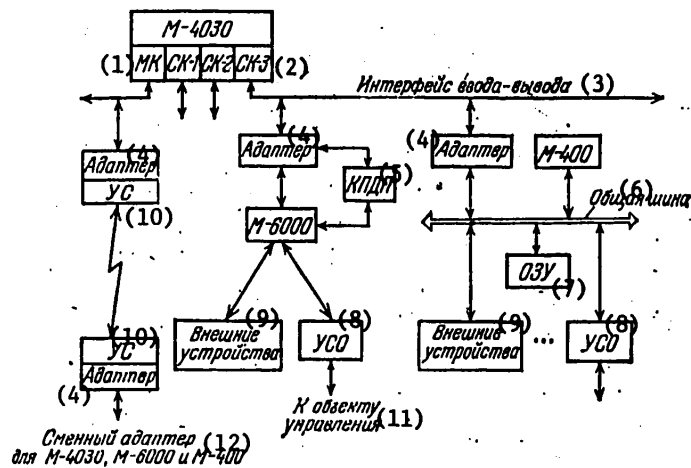 М-4030
(1) МК СК-1 СК-2 СК-3 (2)
Интерфейс ввода-вывода (3)
Адаптер (4)
УС
(10)
Адаптер (4)
КПДП (5)
М-6000
(4) Адаптер
М-400
Общая шина (6)
ОЗУ (7)
УС (10)
Адаптер
(4)
Внешние устройства (9)
УСО (8)
Внешние устройства (9)
...
УСО (8)
К объекту
управления (11)
Сменный адаптер (12)
для М-4030, М-6000 и М-400